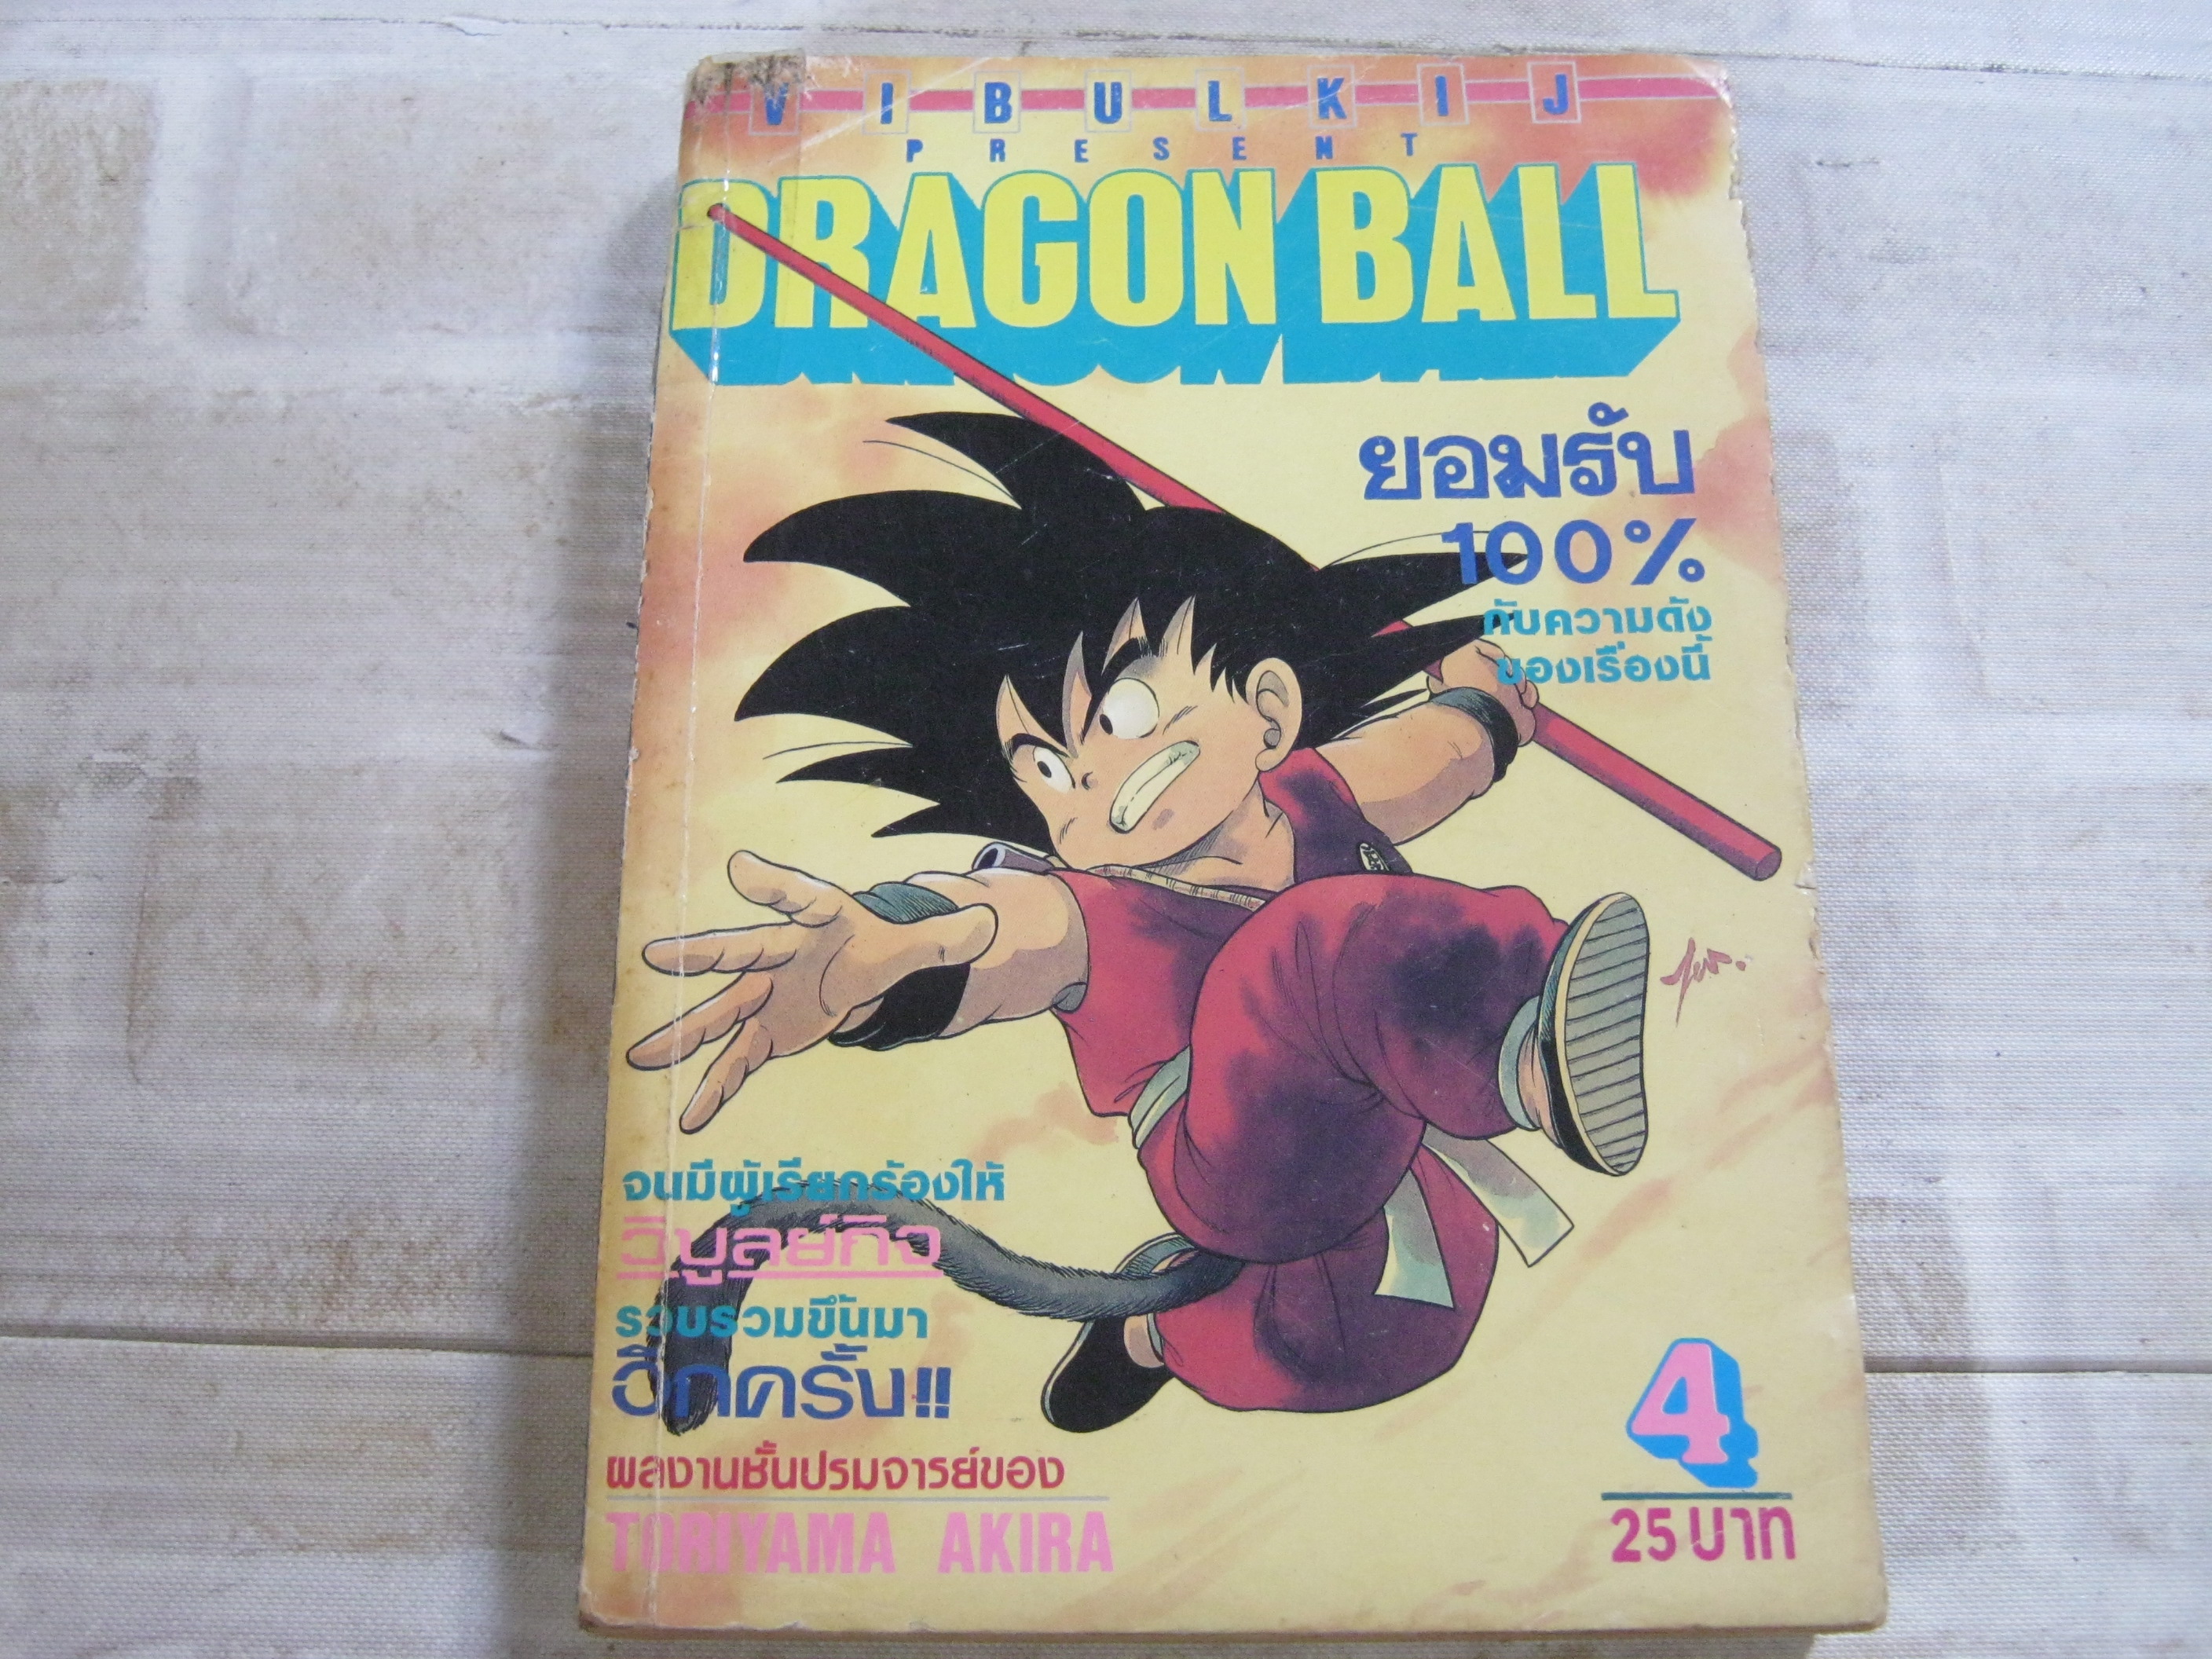 VIBULKIJ
PRESENT
DRAGON BALL
ยอมรับ
100%
กับความดัง
ของเรื่องนี้
จนมีผู้เรียกร้องให้
วิบูลย์กิจ
รวบรวมขึ้นมา
อีกครั้ง!!
ผลงานชั้นปรมจารย์ของ
TORIYAMA AKIRA
4
25 บาท